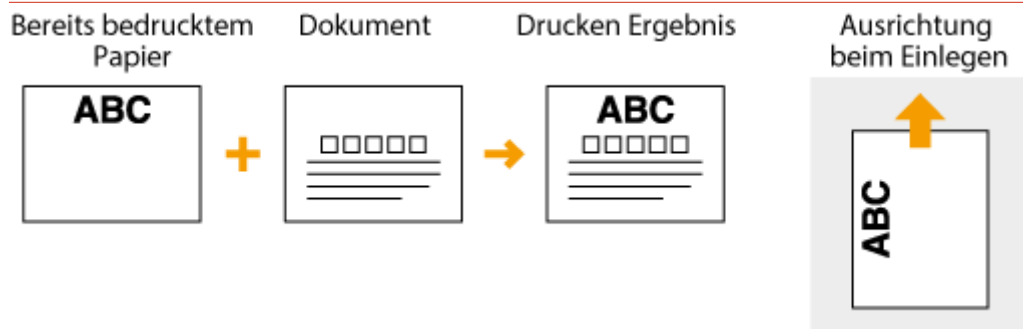 Bereits bedrucktem
Papier
Dokument
Drucken Ergebnis
Ausrichtung
beim Einlegen
ABC
ABC
ABC